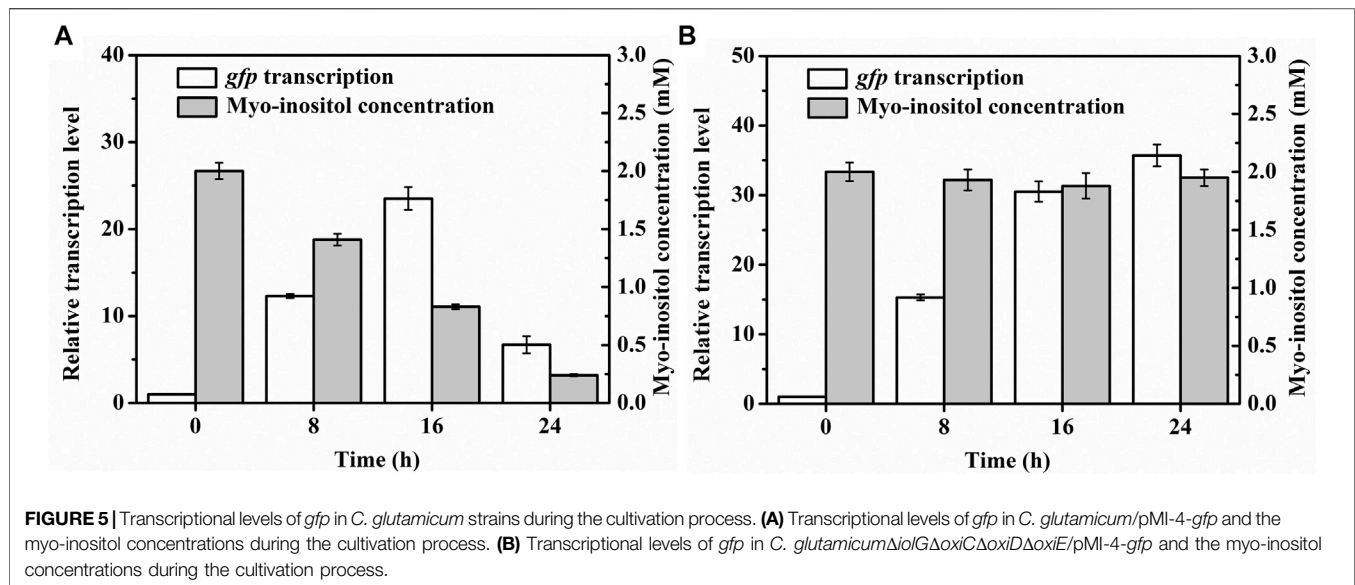 A
40
30
20
10
0
Relative transcription level
gfp transcription
Myo-inositol concentration
3.0
2.5
2.0
1.5
1.0
0.5
0.0
Myo-inositol concentration (mM)
0 8 16 24
Time (h)
B
50
40
30
20
10
0
Relative transcription level
gfp transcription
Myo-inositol concentration
3.0
2.5
2.0
1.5
1.0
0.5
0.0
Myo-inositol concentration (mM)
0 8 16 24
Time (h)
FIGURE 5 | Transcriptional levels of gfp in C. glutamicum strains during the cultivation process. (A) Transcriptional levels of gfp in C. glutamicum/pMI-4-gfp and the
myo-inositol concentrations during the cultivation process. (B) Transcriptional levels of gfp in C. glutamicumΔiolGΔoxiCΔoxiDΔoxiE/pMI-4-gfp and the myo-inositol
concentrations during the cultivation process.